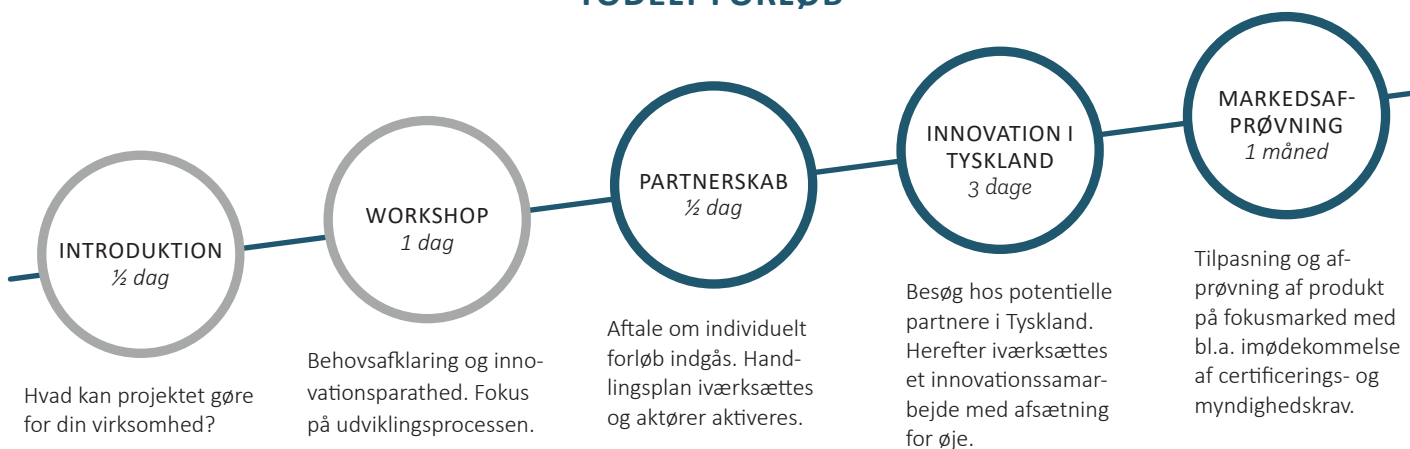 TODELT FORLØB
INTRODUKTION
½ dag
Hvad kan projektet gøre
for din virksomhed?
WORKSHOP
1 dag
Behovsafklaring og inno-
vationsparathed. Fokus
på udviklingsprocessen.
PARTNERSKAB
½ dag
Aftale om individuelt
forløb indgås. Hand-
lingsplan iværksættes
og aktører aktiveres.
INNOVATION I
TYSKLAND
3 dage
Besøg hos potentielle
partnere i Tyskland.
Herefter iværksættes
et innovationssamar-
bejde med afsætning
for øje.
MARKEDSAF-
PRØVNING
1 måned
Tilpasning og af-
prøvning af produkt
på fokusmarked med
bl.a. imødekommelse
af certificerings- og
myndighedskrav.